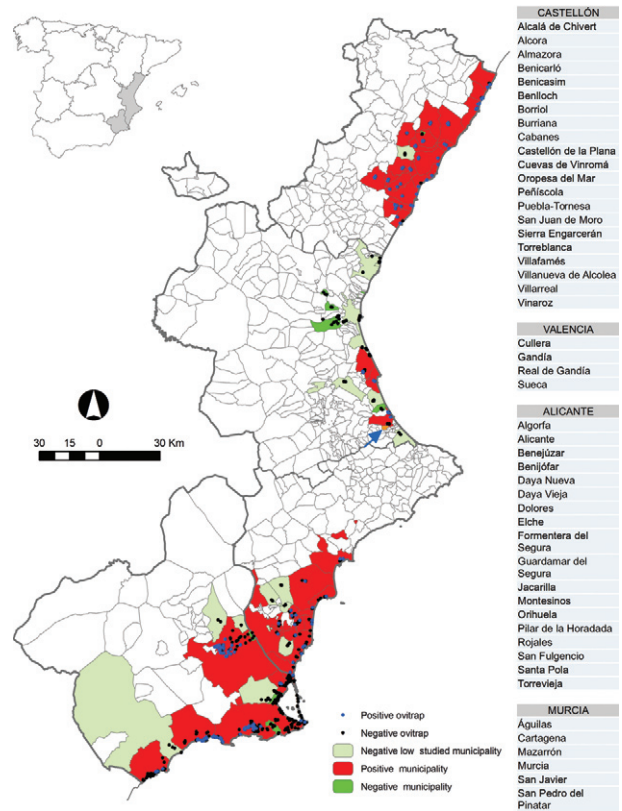 CASTELLÓN
Alcalá de Chivert
Alcora
Almazora
Benicarló
Benicasim
Benlloch
Borriol
Burriana
Cabanes
Castellón de la Plana
Cuevas de Vinromá
Oropesa del Mar
Peñíscola
Puebla-Tornesa
San Juan de Moro
Sierra Engarcerán
Torreblanca
Villafamés
Villanueva de Alcolea
Villarreal
Vinaroz
VALENCIA
Cullera
Gandía
Real de Gandía
Sueca
ALICANTE
Algorfa
Alicante
Benejúzar
Benijófar
Daya Nueva
Daya Vieja
Dolores
Elche
Formentera del
Segura
Guardamar del
Segura
Jacarilla
Montesinos
Orihuela
Pilar de la Horadada
Rojales
San Fulgencio
Santa Pola
Torrevieja
MURCIA
Águilas
Cartagena
Mazarrón
Murcia
San Javier
San Pedro del
Pinatar
30 15 0 30 Km
Positive ovitrap
Negative ovitrap
Negative low studied municipality
Positive municipality
Negative municipality